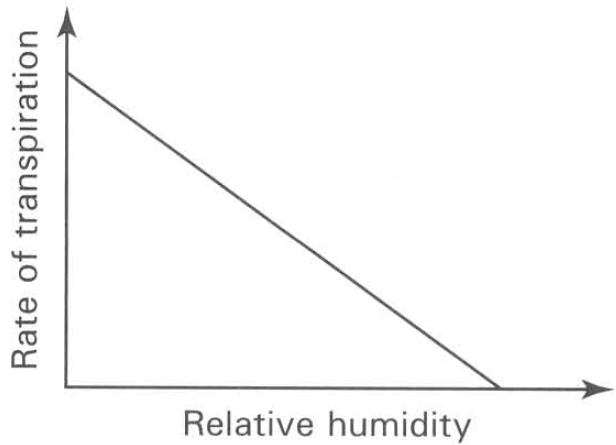 Rate of transpiration
Relative humidity